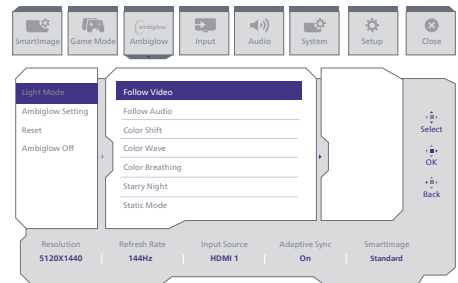 (ambiglow
SmartImage Game Mode Ambiglow Input Audio System Setup Close
Light Mode
Ambiglow Setting
Reset
Ambiglow Off
Follow Video
Follow Audio
Color Shift
Color Wave
Color Breathing
Starry Night
Static Mode
Select
OK
Back
Resolution Refresh Rate Input Source Adaptive Sync SmartImage
5120X1440 144Hz HDMI 1 On Standard